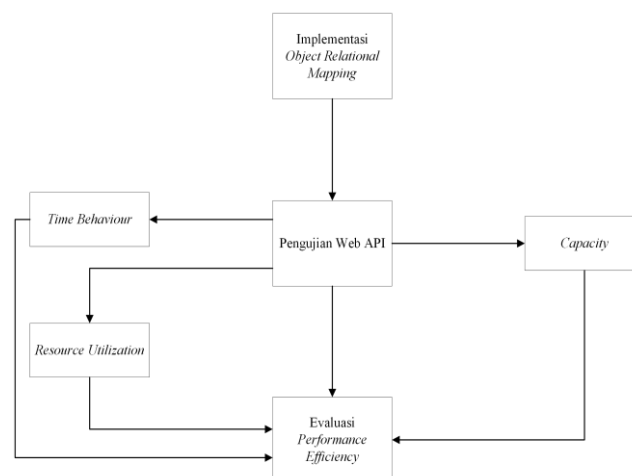 Implementasi
Object Relational
Mapping
Time Behaviour
Pengujian Web API
Capacity
Resource Utilization
Evaluasi
Performance
Efficiency